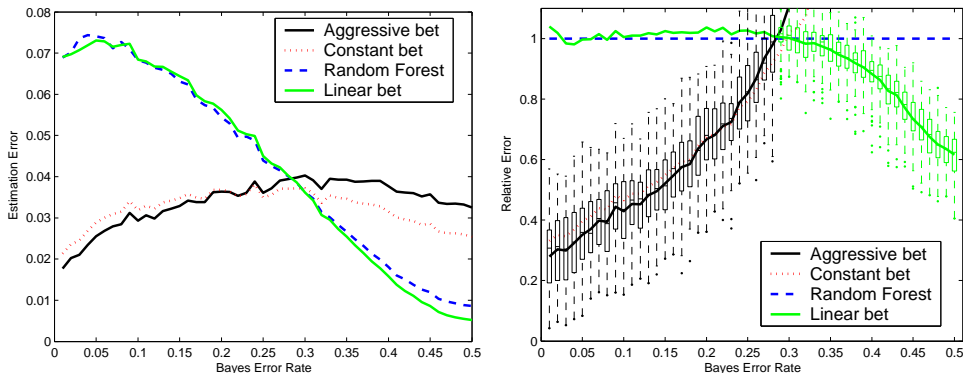 0.08
0.07
0.06
0.05
0.04
0.03
0.02
0.01
0
Estimation Error
0 0.05 0.1 0.15 0.2 0.25 0.3 0.35 0.4 0.45 0.5
Bayes Error Rate
Aggressive bet
Constant bet
Random Forest
Linear bet
1
0.8
0.6
0.4
0.2
Relative Error
0 0.05 0.1 0.15 0.2 0.25 0.3 0.35 0.4 0.45 0.5
Bayes Error Rate
Aggressive bet
Constant bet
Random Forest
Linear bet